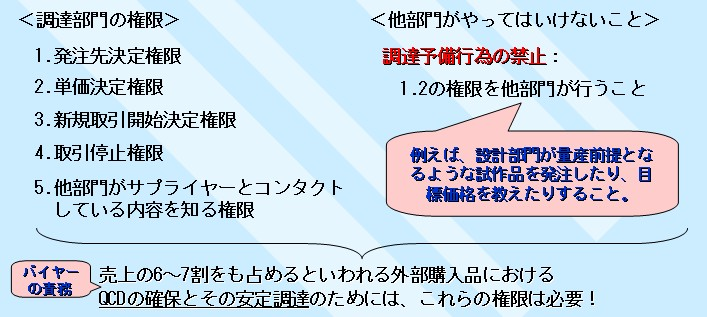 ＜調達部門の権限＞
1.発注先決定権限
2.単価決定権限
3.新規取引開始決定権限
4.取引停止権限
5.他部門がサプライヤーとコンタクト
している内容を知る権限
＜他部門がやってはいけないこと＞
調達予備行為の禁止：
1.2の権限を他部門が行うこと
例えば、設計部門が量産前提とな
るような試作品を発注したり、目
標価格を教えたりすること。
バイヤー
の責務
売上の6～7割をも占めるといわれる外部購入品における
QCDの確保とその安定調達のためには、これらの権限は必要！